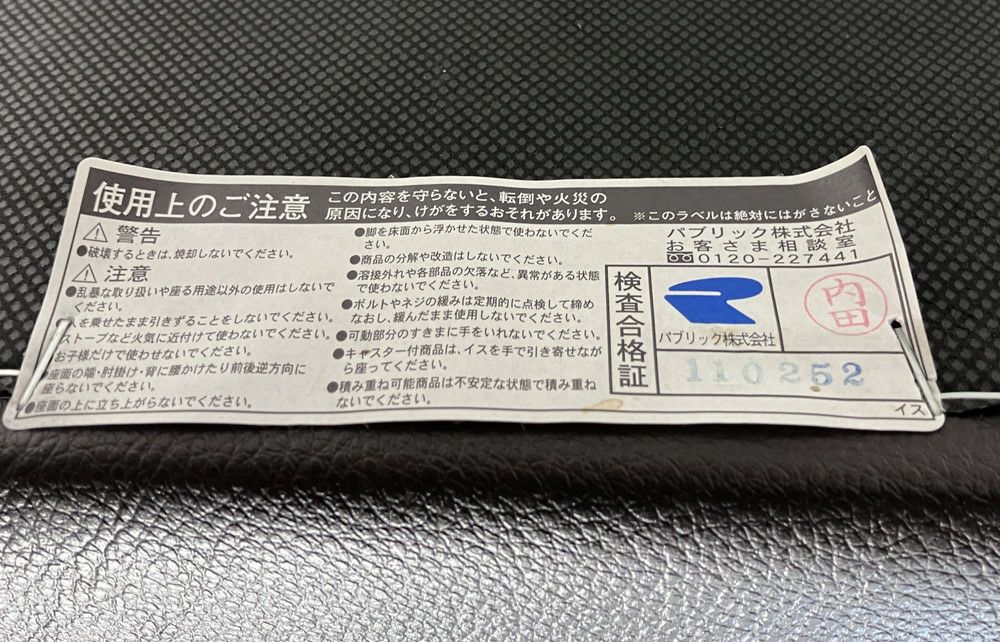 使用上のご注意
この内容を守らないと、転倒や火災の
原因になり、けがをするおそれがあります。 ※このラベルは絶対にはがさないこと
警告
●破壊するときは、焼却しないでください。
注意
●乱暴な取り扱いや座る用途以外の使用はしないで
ください。
を乗せたまま引きずることをしないでください。
ストーブなど火気に近付けて使わないでください。
お子様だけで使わせないでください。
●座面の端・肘掛け・背に腰かけたり前後逆方向に
座らないでください。
●座面の上に立ち上がらないでください。
●脚を床面から浮かせた状態で使わないでくだ
さい。
●商品の分解や改造はしないでください。
●溶接外れや各部品の欠落など、異常がある状態
で使わないでください。
●ボルトやネジの緩みは定期的に点検して締め
なおし、緩んだまま使用しないでください。
●可動部分のすきまに手をいれないでください。
●キャスター付商品は、イスを手で引き寄せなが
ら座ってください。
●積み重ね可能商品は不安定な状態で積み重ね
ないでください。
パブリック株式会社
お客さま相談室
0120-227441
検査合格証
パブリック株式会社
内田
110252
イス